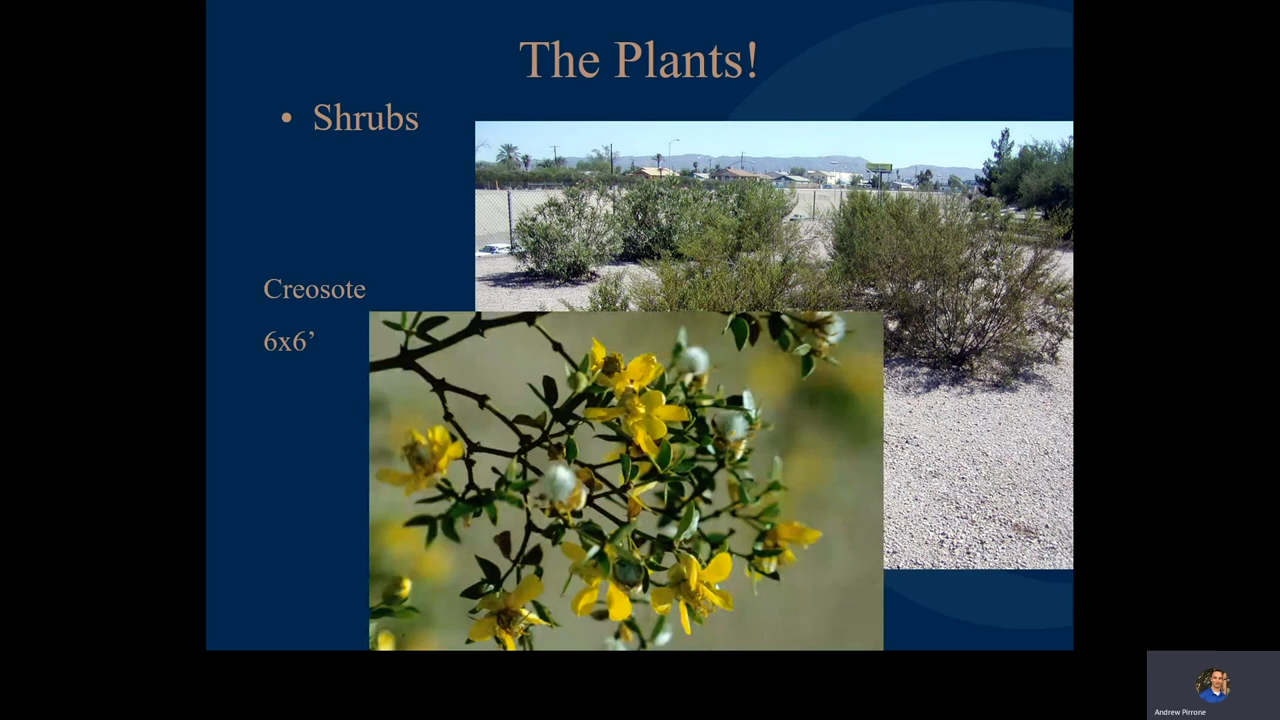 The Plants!
• Shrubs
Creosote
6x6’
Andrew Pirrone